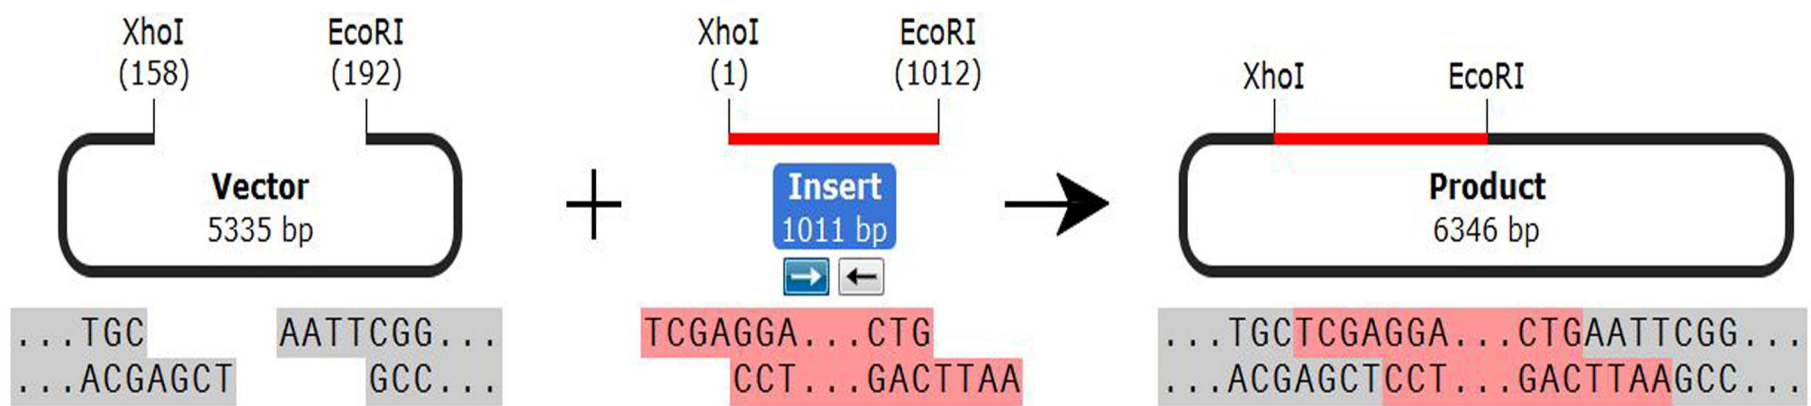 XhoI
(158)
EcoRI
(192)
Vector
5335 bp
...TGC
AATTCGG...
...ACGAGCT
GCC...
+
XhoI
(1)
EcoRI
(1012)
Insert
1011 bp
TCGAGGA...CTG
CCT...GACTTAA
XhoI
EcoRI
Product
6346 bp
...TGCTCGAGGA...CTGAATTCGG...
...ACGAGCTCCT...GACTTAAGCC...